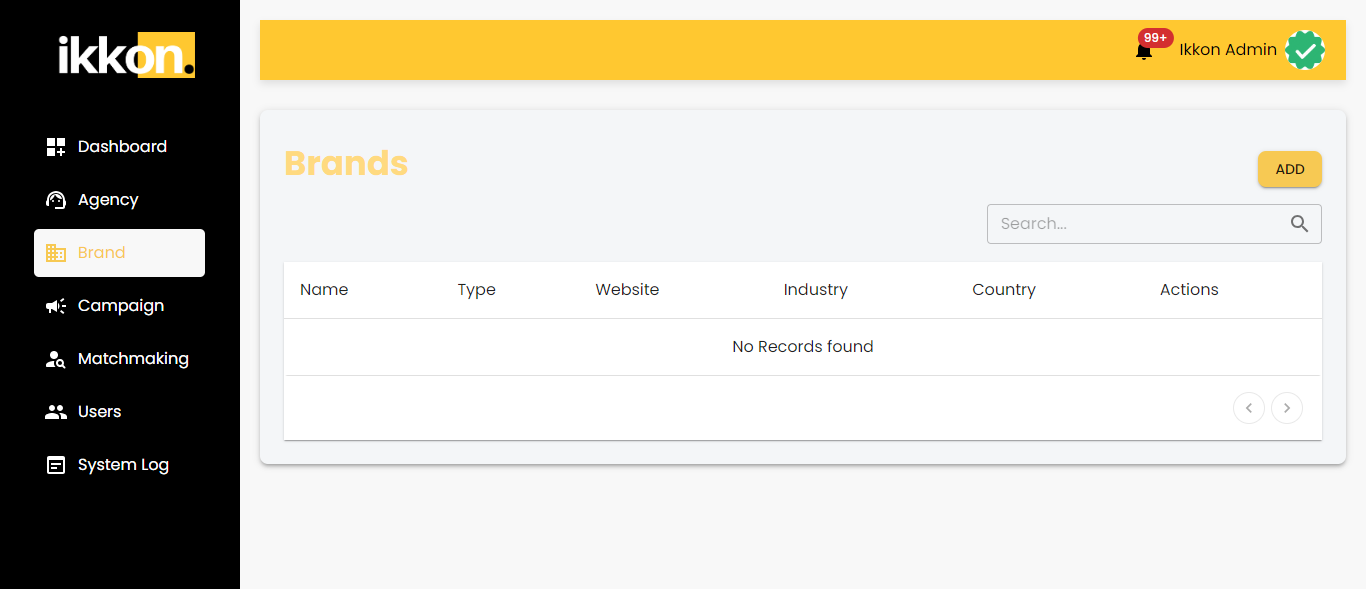 ikkon.
99+
Ikkon Admin
Dashboard
Agency
Brand
Campaign
Matchmaking
Users
System Log
Brands
ADD
Search...
Name Type Website Industry Country Actions
No Records found